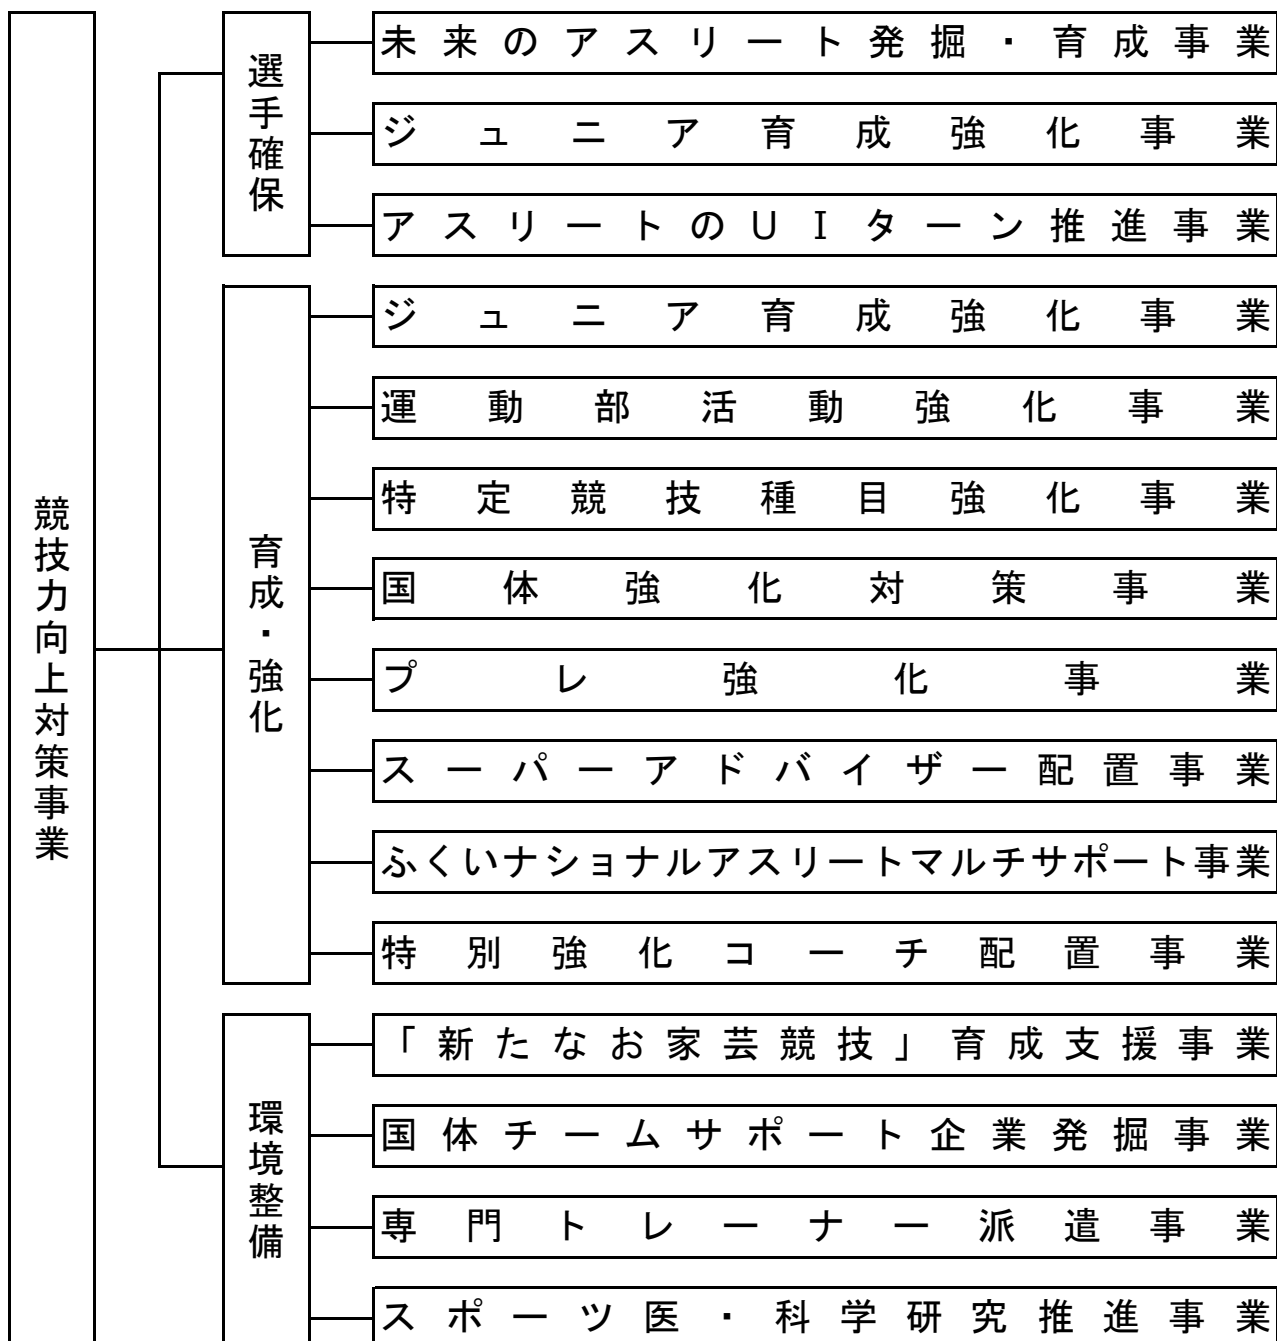 競技力向上対策事業
選手確保
未来のアスリート発掘・育成事業
ジュニア育成強化事業
アスリートのＵＩターン推進事業
育成・強化
ジュニア育成強化事業
運動部活動強化事業
特定競技種目強化事業
国体強化対策事業
プレ強化事業
スーパーアドバイザー配置事業
ふくいナショナルアスリートマルチサポート事業
特別強化コーチ配置事業
環境整備
「新たなお家芸競技」育成支援事業
国体チームサポート企業発掘事業
専門トレーナー派遣事業
スポーツ医・科学研究推進事業